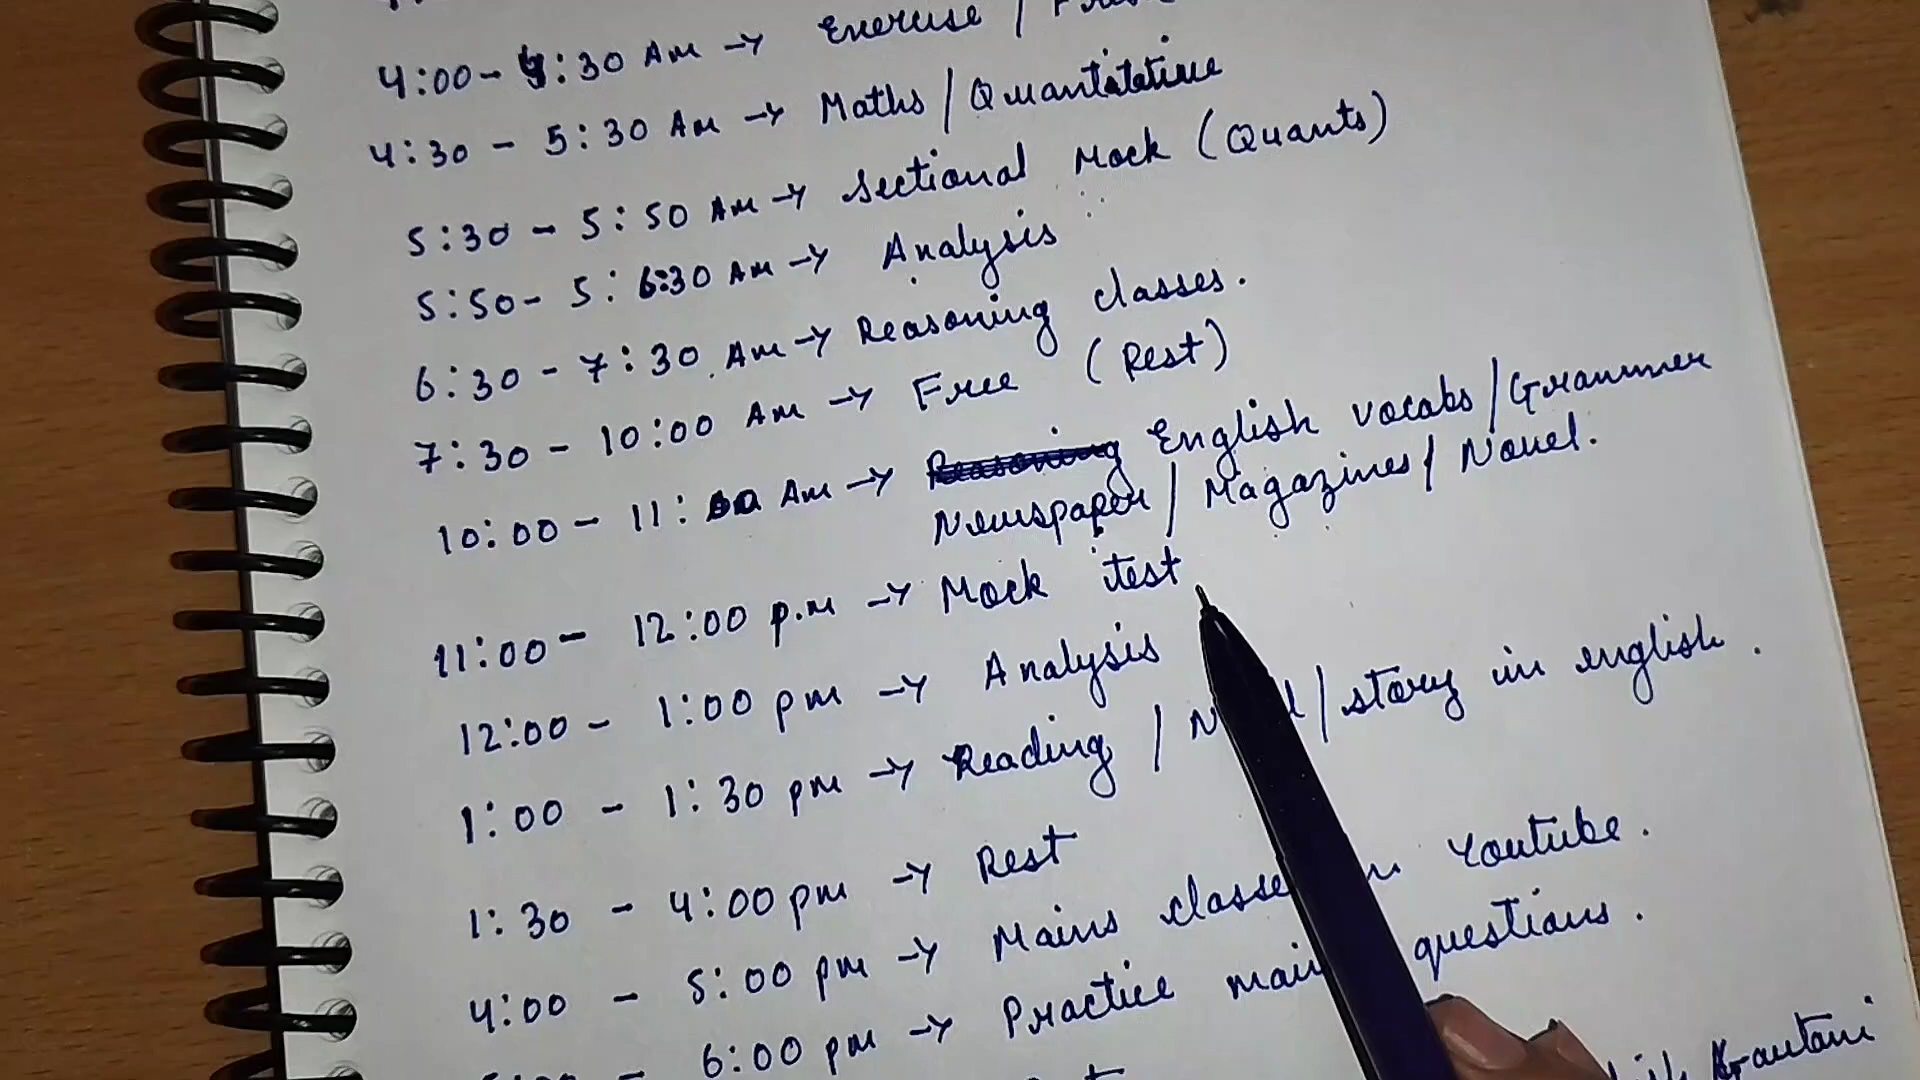 4:00 - 4:30 Am → Exercise /
4:30 - 5:30 Am → Maths / Quantitative
5:30 - 5:50 Am → Sectional Mock (Quants)
5:50 - 5: 6:30 Am → Analysis
6:30 - 7:30 Am → Reasoning classes.
7:30 - 10:00 Am → Free (Rest)
10:00 - 11:00 Am → Reasoning English vocabs / Grammer
Newspaper / Magazines / Novel.
11:00 - 12:00 p.m → Mock test
12:00 - 1:00 pm → Analysis
1:00 - 1:30 pm → Reading / / story in english.
1:30 - 4:00 pm → Rest
4:00 - 5:00 pm → Mains Youtube.
- 6:00 pm → Practice questions.